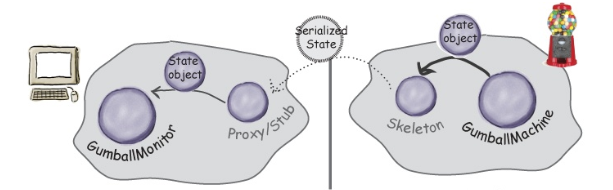 Serialized
State
State
object
State
object
GumballMonitor
Proxy/Stub
Skeleton
GumballMachine